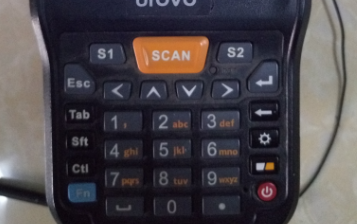 urovo
S1 SCAN S2
Esc
Tab 1 2 abc 3 def
Sft 4 ghi 5 jkl 6 mno
Ctl 7 pqrs 8 tuv 9 wxyz
Fn 0 .